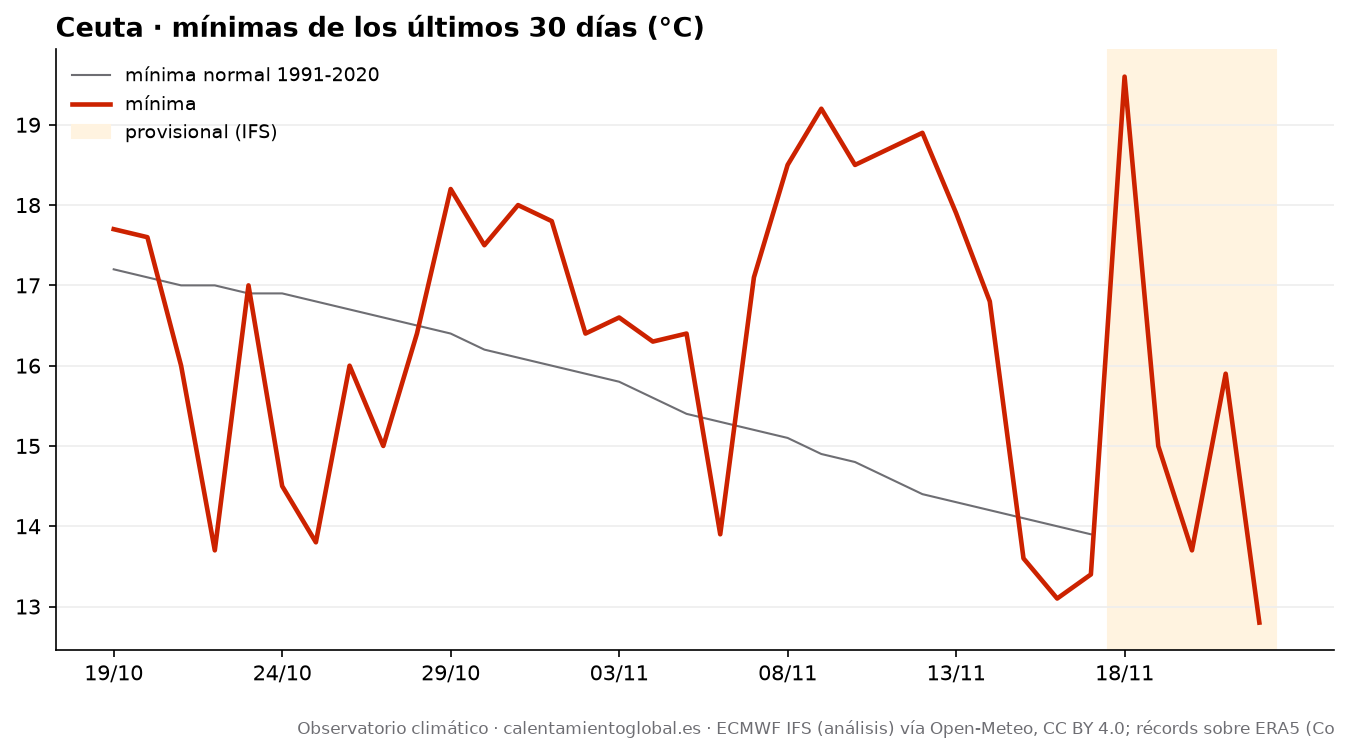 Ceuta · mínimas de los últimos 30 días (°C)
mínima normal 1991-2020
mínima
provisional (IFS)
19
18
17
16
15
14
13
19/10 24/10 29/10 03/11 08/11 13/11 18/11
Observatorio climático · calentamientoglobal.es · ECMWF IFS (análisis) vía Open-Meteo, CC BY 4.0; récords sobre ERA5 (Co